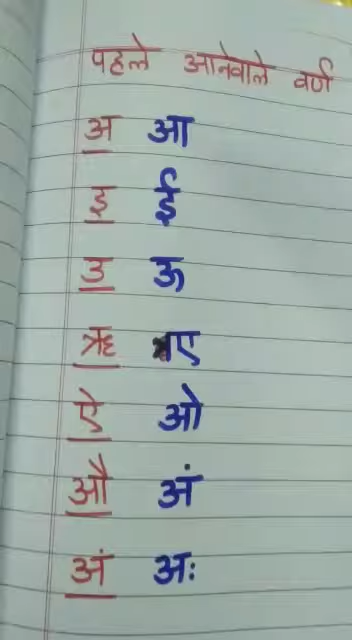 पहले आनेवाले वर्ण
अ आ
इ ई
उ ऊ
ऋ ए
ऐ ओ
औ अं
अं अः